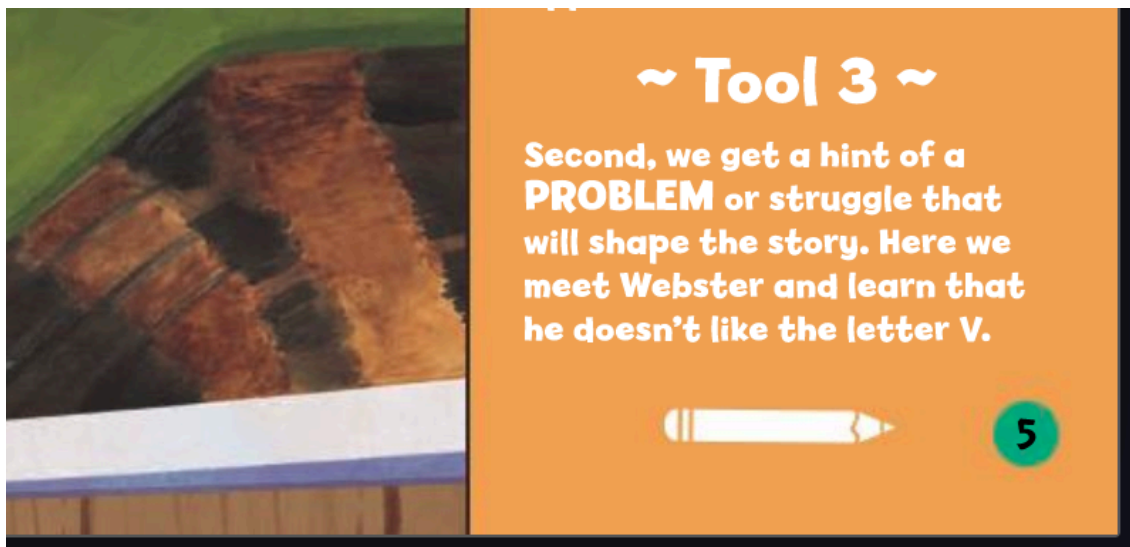 ~ Tool 3 ~
Second, we get a hint of a
PROBLEM or struggle that
will shape the story. Here we
meet Webster and learn that
he doesn't like the letter V.
5